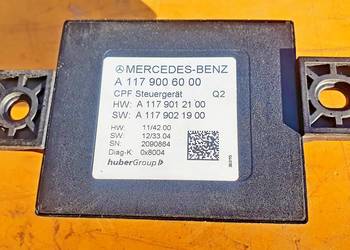 MERCEDES-BENZ
A 117 900 60 00
CPF Steuergerät Q2
HW: A 117 901 21 00
SW: A 117 902 19 00
HW: 11/42.00
SW: 12/33.04
SN: 2090864
Diag-K: 0x8004
huberGroup